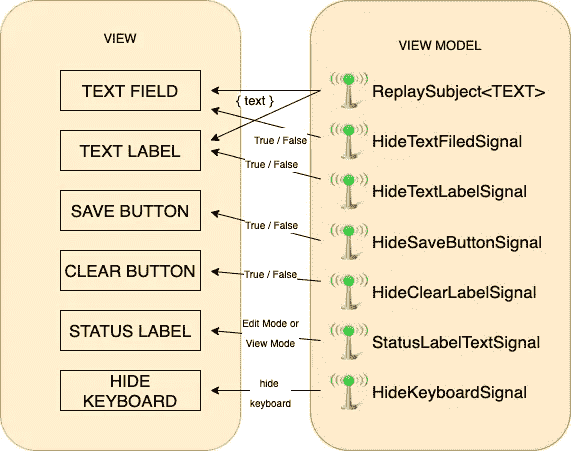 VIEW
VIEW MODEL
TEXT FIELD
{ text }
ReplaySubject<TEXT>
True / False
HideTextFiledSignal
TEXT LABEL
True / False
HideTextLabelSignal
SAVE BUTTON
True / False
HideSaveButtonSignal
CLEAR BUTTON
True / False
HideClearLabelSignal
STATUS LABEL
Edit Mode or
View Mode
StatusLabelTextSignal
HIDE
KEYBOARD
hide
keyboard
HideKeyboardSignal